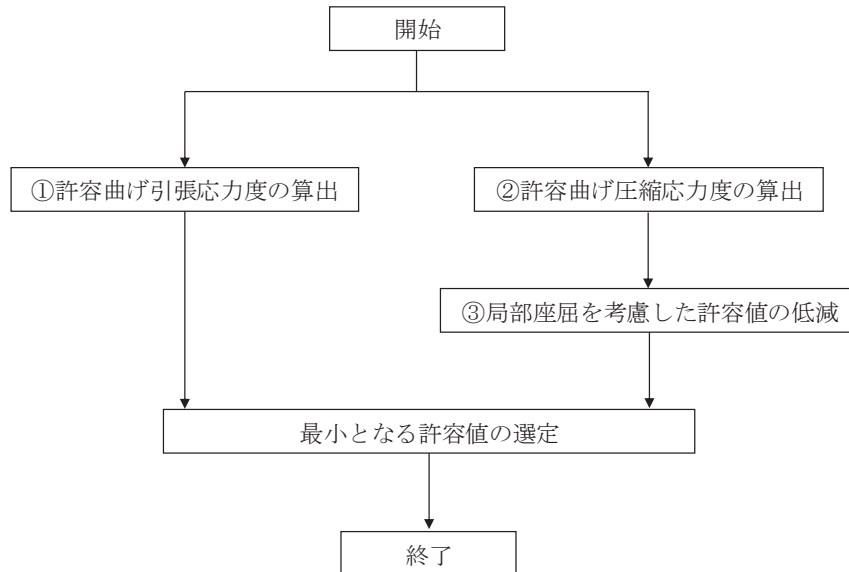 開始
①許容曲げ引張応力度の算出
②許容曲げ圧縮応力度の算出
③局部座屈を考慮した許容値の低減
最小となる許容値の選定
終了